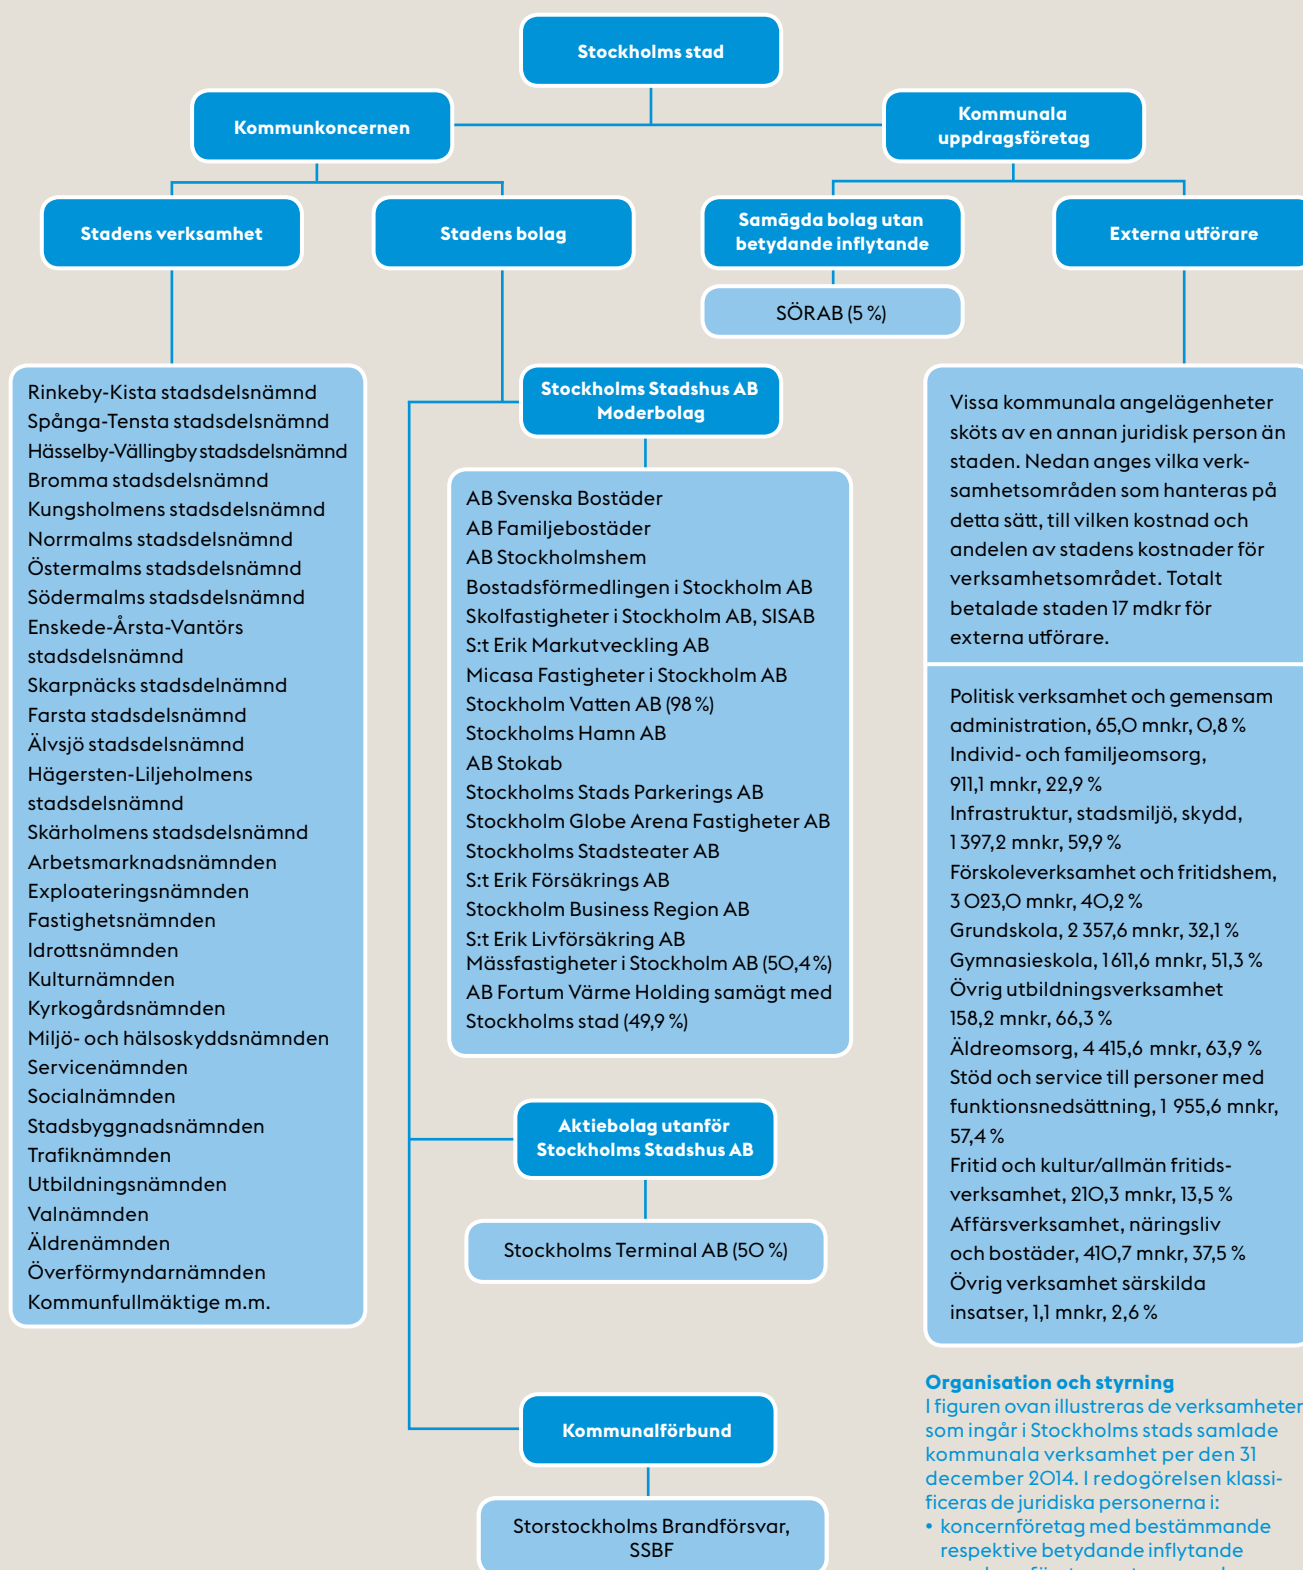 Stockholms stad
Kommunkoncernen
Kommunala
uppdragsföretag
Stadens verksamhet
Stadens bolag
Samägda bolag utan
betydande inflytande
Externa utförare
SÖRAB (5 %)
Rinkeby-Kista stadsdelsnämnd
Spånga-Tensta stadsdelsnämnd
Hässelby-Vällingby stadsdelsnämnd
Bromma stadsdelsnämnd
Kungsholmens stadsdelsnämnd
Norrmalms stadsdelsnämnd
Östermalms stadsdelsnämnd
Södermalms stadsdelsnämnd
Enskede-Årsta-Vantörs
stadsdelsnämnd
Skarpnäcks stadsdelnämnd
Farsta stadsdelsnämnd
Älvsjö stadsdelsnämnd
Hägersten-Liljeholmens
stadsdelsnämnd
Skärholmens stadsdelsnämnd
Arbetsmarknadsnämnden
Exploateringsnämnden
Fastighetsnämnden
Idrottsnämnden
Kulturnämnden
Kyrkogårdsnämnden
Miljö- och hälsoskyddsnämnden
Servicenämnden
Socialnämnden
Stadsbyggnadsnämnden
Trafiknämnden
Utbildningsnämnden
Valnämnden
Äldrenämnden
Överförmyndarnämnden
Kommunfullmäktige m.m.
Stockholms Stadshus AB
Moderbolag
AB Svenska Bostäder
AB Familjebostäder
AB Stockholmshem
Bostadsförmedlingen i Stockholm AB
Skolfastigheter i Stockholm AB, SISAB
S:t Erik Markutveckling AB
Micasa Fastigheter i Stockholm AB
Stockholm Vatten AB (98 %)
Stockholms Hamn AB
AB Stokab
Stockholms Stads Parkerings AB
Stockholm Globe Arena Fastigheter AB
Stockholms Stadsteater AB
S:t Erik Försäkrings AB
Stockholm Business Region AB
S:t Erik Livförsäkring AB
Mässfastigheter i Stockholm AB (50,4%)
AB Fortum Värme Holding samägt med
Stockholms stad (49,9 %)
Aktiebolag utanför
Stockholms Stadshus AB
Stockholms Terminal AB (50 %)
Kommunalförbund
Storstockholms Brandförsvar,
SSBF
Vissa kommunala angelägenheter
sköts av en annan juridisk person än
staden. Nedan anges vilka verk-
samhetsområden som hanteras på
detta sätt, till vilken kostnad och
andelen av stadens kostnader för
verksamhetsområdet. Totalt
betalade staden 17 mdkr för
externa utförare.
Politisk verksamhet och gemensam
administration, 65,0 mnkr, 0,8 %
Individ- och familjeomsorg,
911,1 mnkr, 22,9 %
Infrastruktur, stadsmiljö, skydd,
1 397,2 mnkr, 59,9 %
Förskoleverksamhet och fritidshem,
3 023,0 mnkr, 40,2 %
Grundskola, 2 357,6 mnkr, 32,1 %
Gymnasieskola, 1 611,6 mnkr, 51,3 %
Övrig utbildningsverksamhet
158,2 mnkr, 66,3 %
Äldreomsorg, 4 415,6 mnkr, 63,9 %
Stöd och service till personer med
funktionsnedsättning, 1 955,6 mnkr,
57,4 %
Fritid och kultur/allmän fritids-
verksamhet, 210,3 mnkr, 13,5 %
Affärsverksamhet, näringsliv
och bostäder, 410,7 mnkr, 37,5 %
Övrig verksamhet särskilda
insatser, 1,1 mnkr, 2,6 %
Organisation och styrning
I figuren ovan illustreras de verksamheter
som ingår i Stockholms stads samlade
kommunala verksamhet per den 31
december 2014. I redogörelsen klassi-
ficeras de juridiska personerna i:
• koncernföretag med bestämmande
respektive betydande inflytande